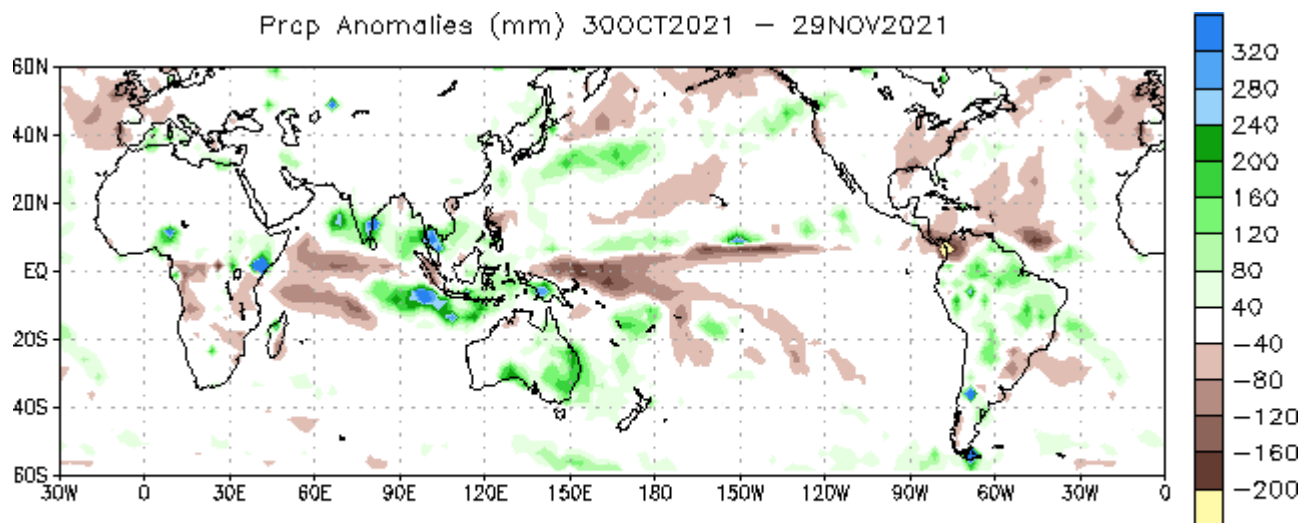 Prcp Anomalies (mm) 30OCT2021 – 29NOV2021
60N
40N
20N
EQ
20S
40S
60S
30W 0 30E 60E 90E 120E 150E 180 150W 120W 90W 60W 30W 0
320
280
240
200
160
120
80
40
−40
−80
−120
−160
−200